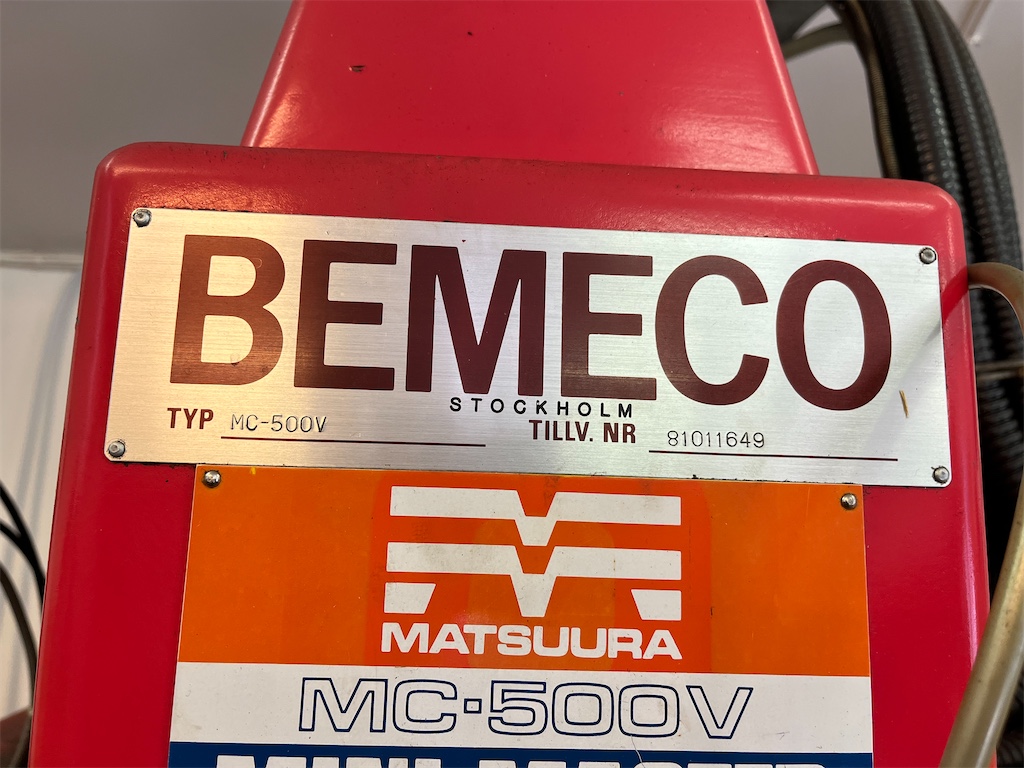 BEMECO
STOCKHOLM
TYP MC-500V
TILLV. NR 81011649
MATSUURA
MC-500V